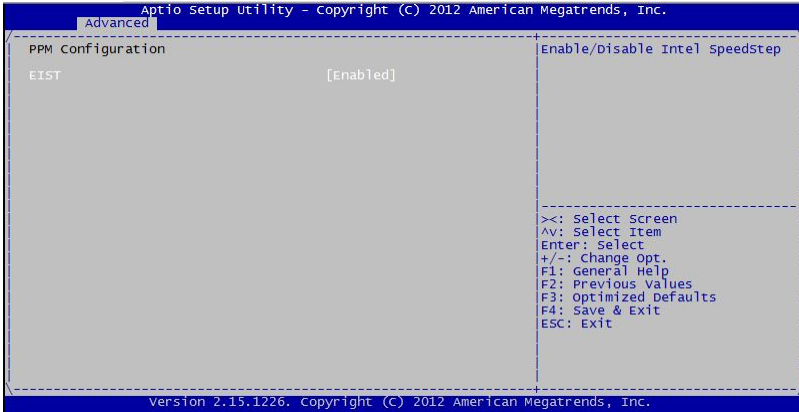 Aptio Setup Utility - Copyright (C) 2012 American Megatrends, Inc.
Advanced
PPM Configuration
Enable/Disable Intel SpeedStep
EIST [Enabled]
><: Select Screen
^v: Select Item
Enter: Select
+/-: Change Opt.
F1: General Help
F2: Previous Values
F3: Optimized Defaults
F4: Save & Exit
ESC: Exit
Version 2.15.1226. Copyright (C) 2012 American Megatrends, Inc.